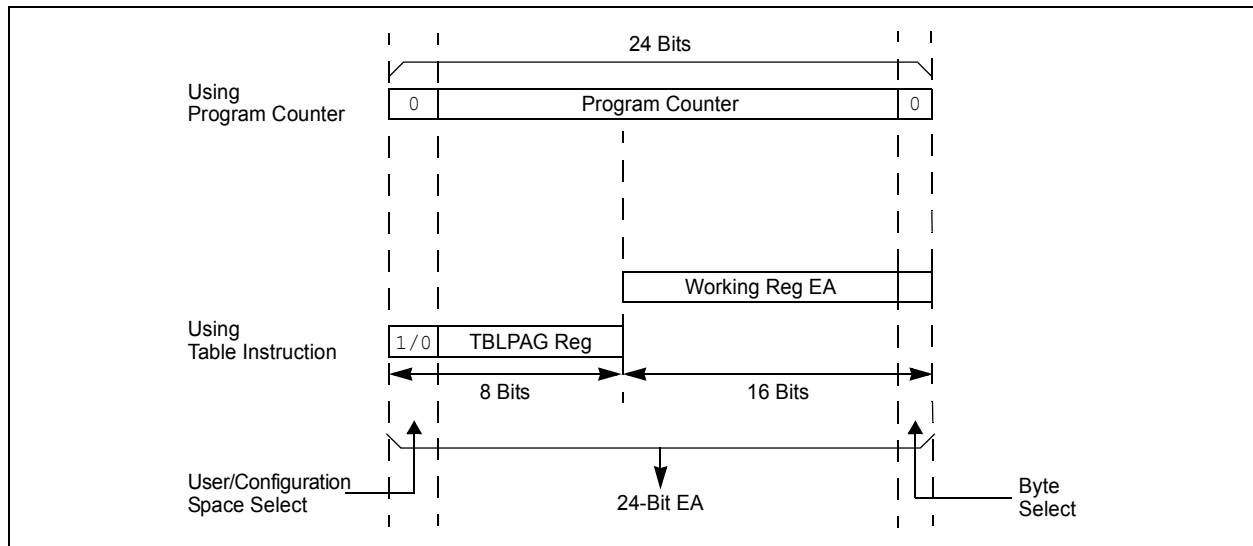 24 Bits
Using
Program Counter
0
Program Counter
0
Working Reg EA
Using
Table Instruction
1/0
TBLPAG Reg
8 Bits
16 Bits
User/Configuration
Space Select
24-Bit EA
Byte
Select